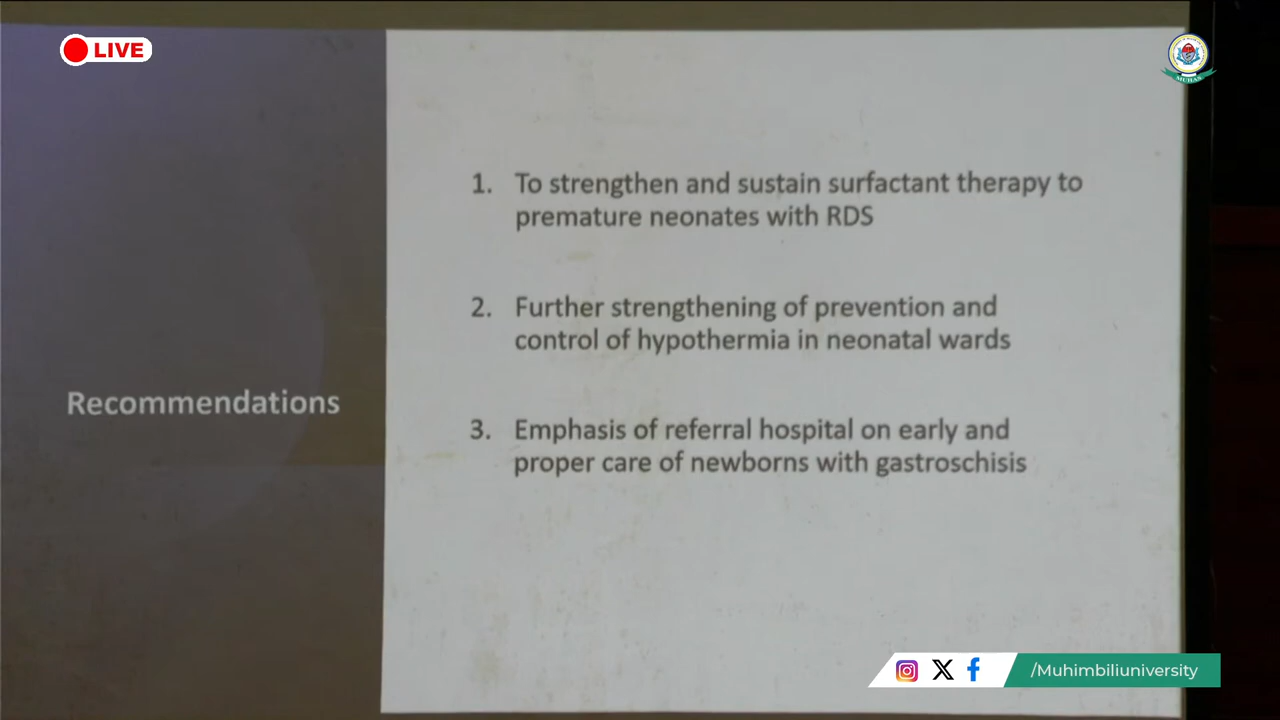 LIVE
MUHAS
Recommendations
1. To strengthen and sustain surfactant therapy to
premature neonates with RDS
2. Further strengthening of prevention and
control of hypothermia in neonatal wards
3. Emphasis of referral hospital on early and
proper care of newborns with gastroschisis
/Muhimbiliuniversity